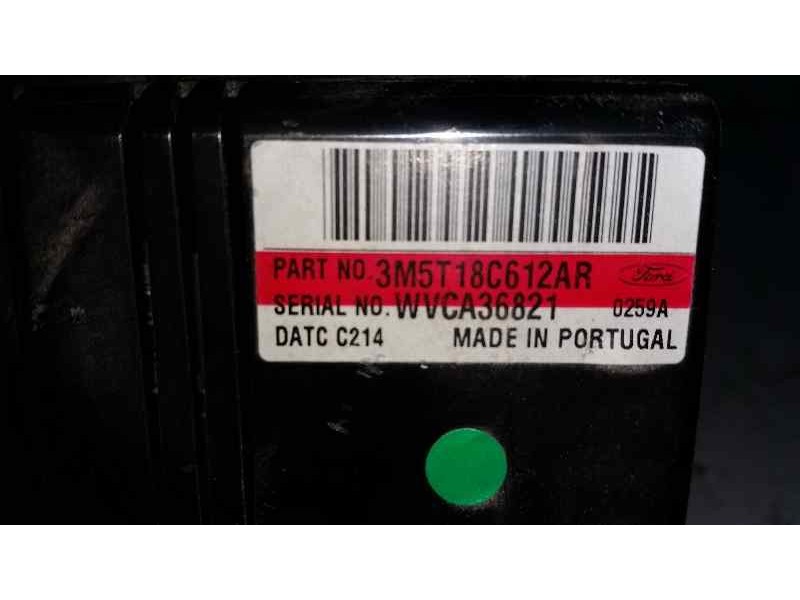 PART NO. 3M5T18C612AR Ford
SERIAL NO. WVCA36821 0259A
DATC C214 MADE IN PORTUGAL